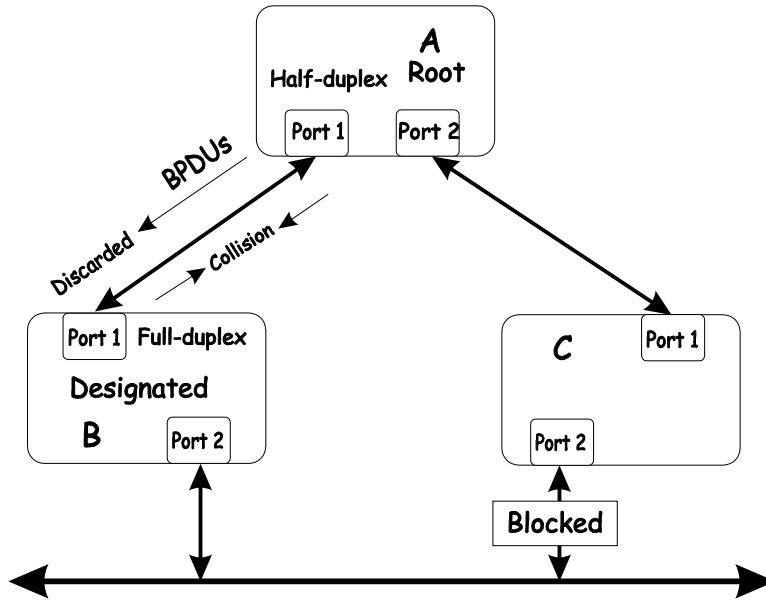 A
Root
Half-duplex
Port 1
Port 2
BPDUs
Discarded
Collision
Port 1
Full-duplex
Designated
B
Port 2
C
Port 1
Port 2
Blocked